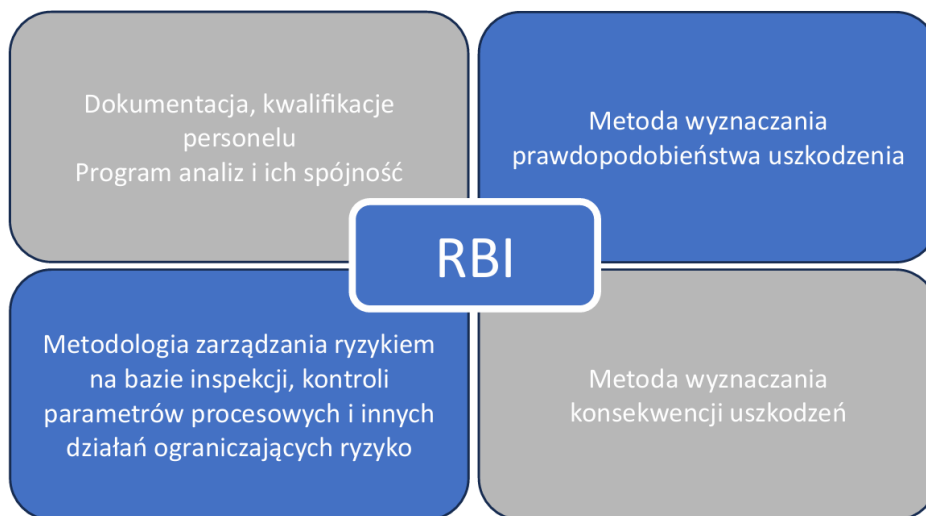 Dokumentacja, kwalifikacje
personelu
Program analiz i ich spójność
Metoda wyznaczania
prawdopodobieństwa uszkodzenia
RBI
Metodologia zarządzania ryzykiem
na bazie inspekcji, kontroli
parametrów procesowych i innych
działań ograniczających ryzyko
Metoda wyznaczania
konsekwencji uszkodzeń